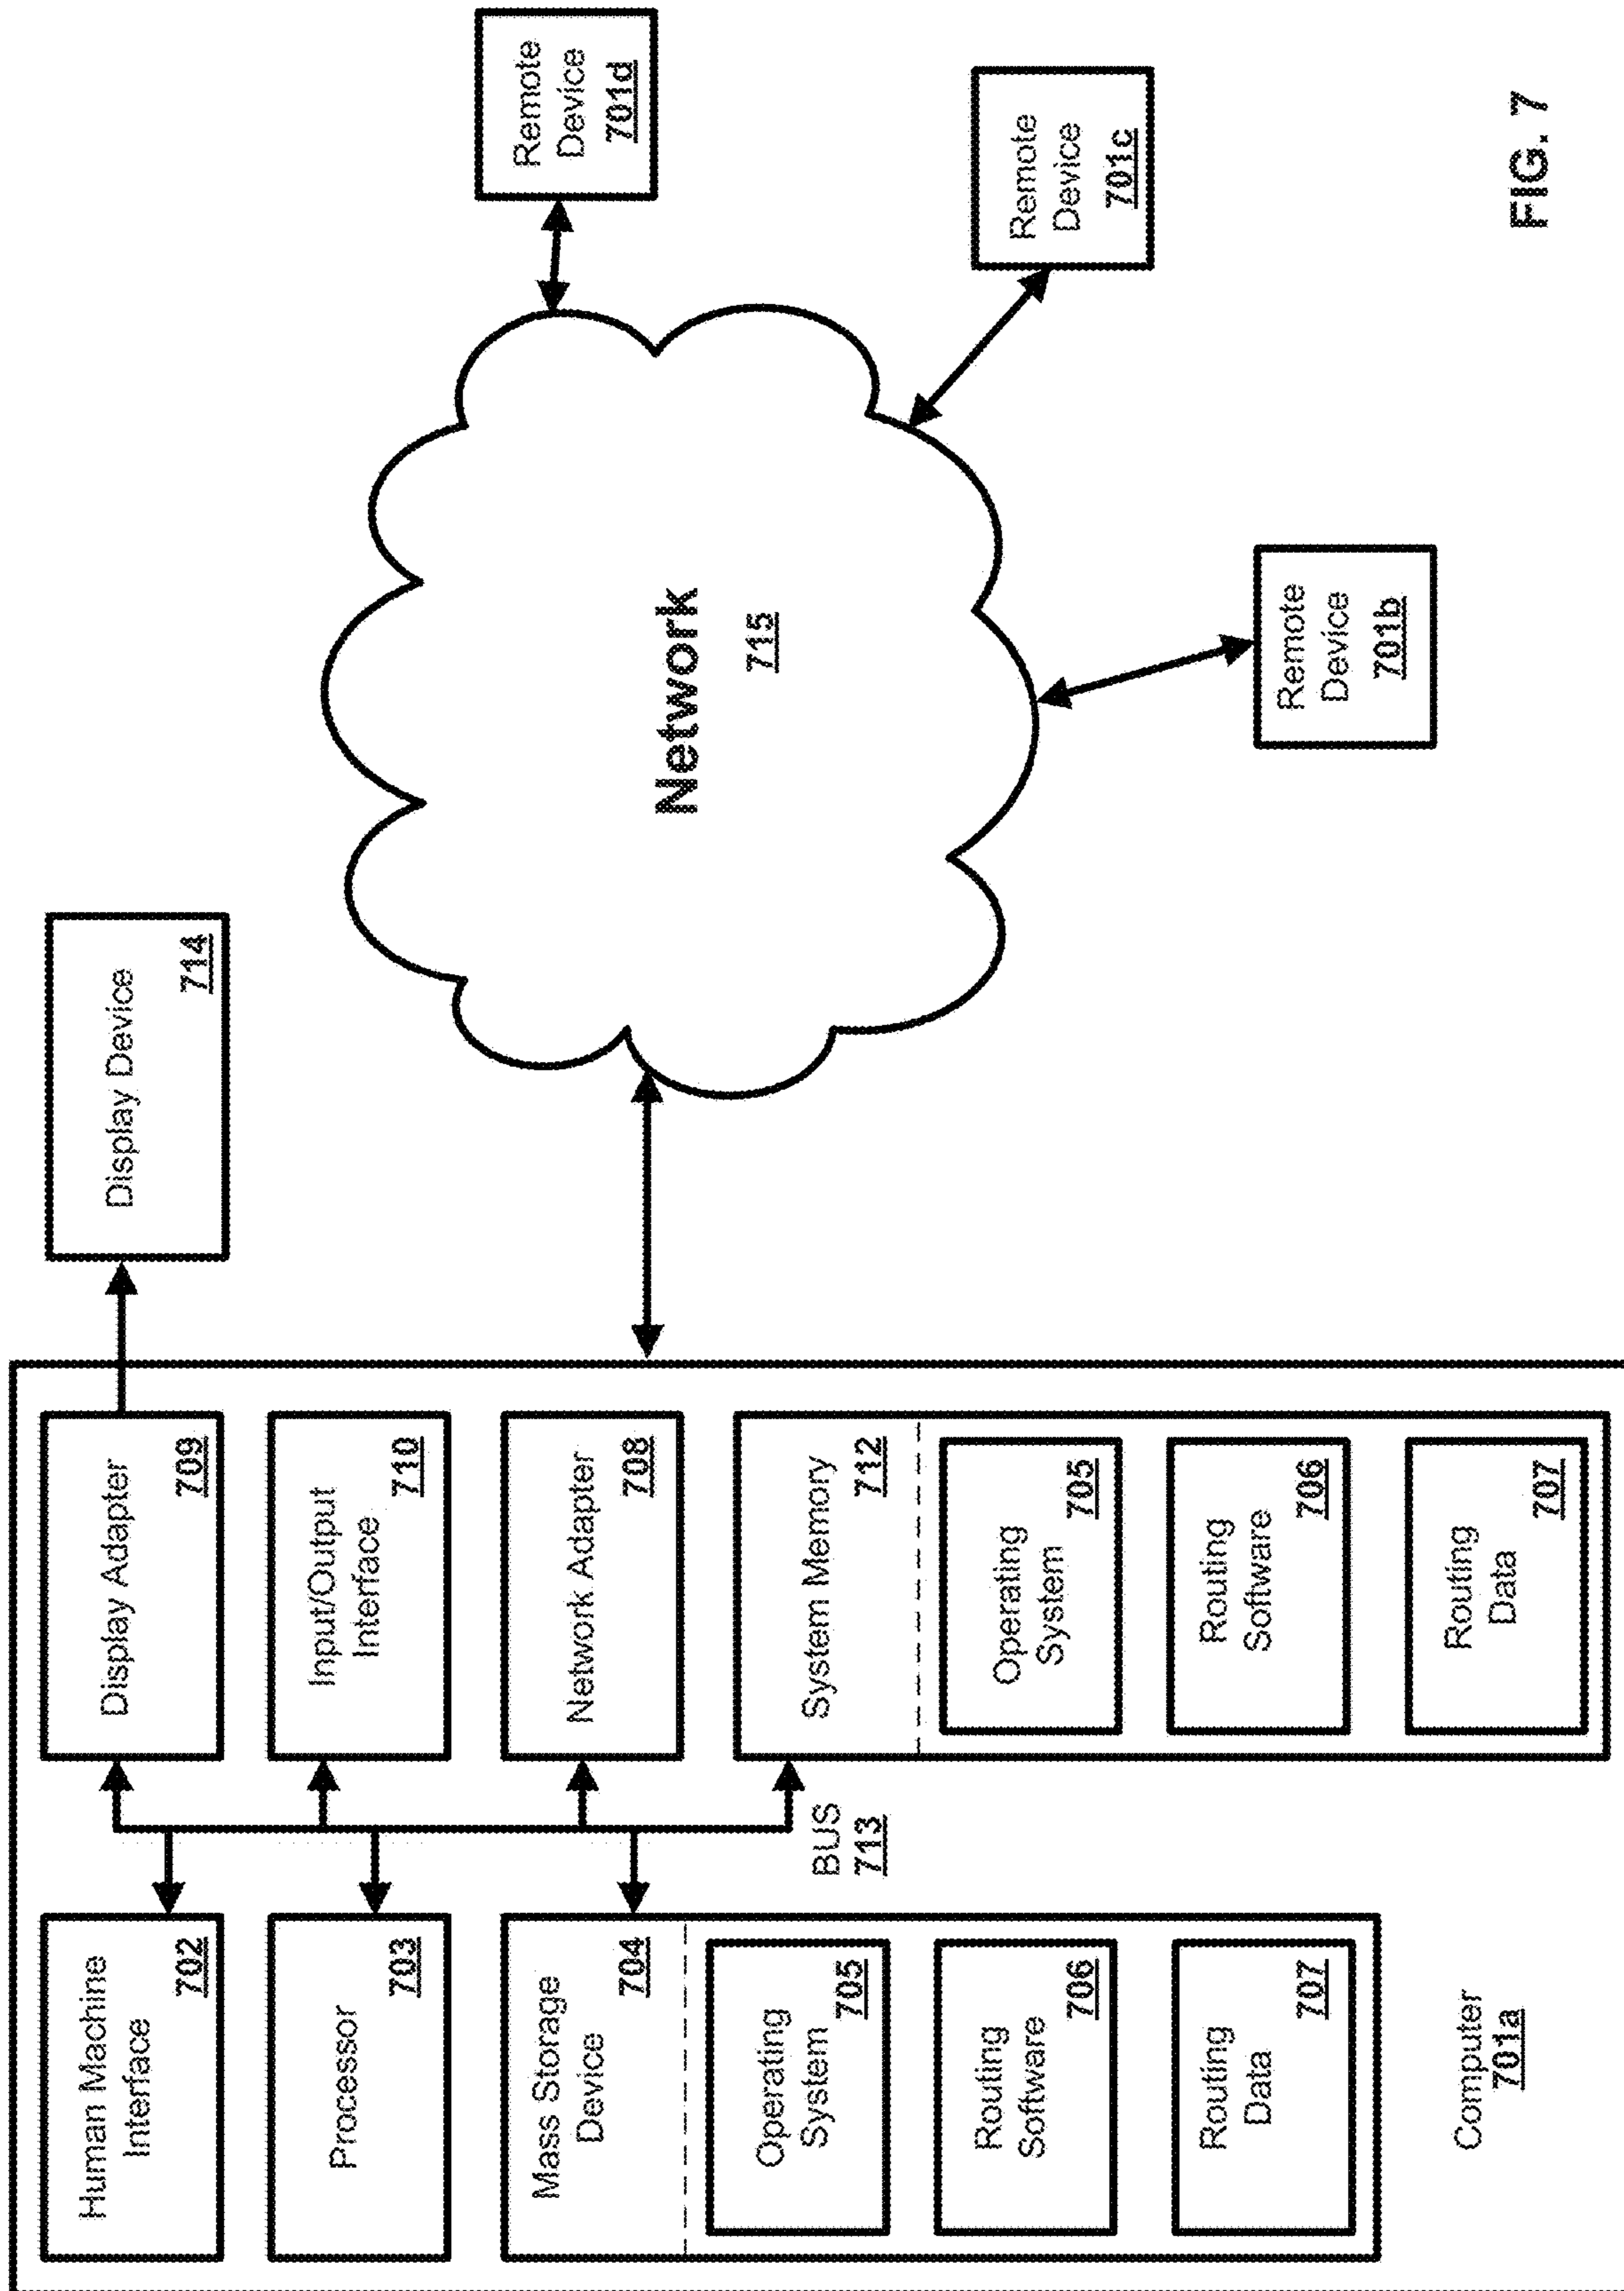 Human Machine
Interface
702
Processor
703
Mass Storage
Device
704
Operating
System
705
Routing
Software
706
Routing
Data
707
Computer
701a
BUS
713
Display Adapter
709
Input/Output
Interface
710
Network Adapter
708
System Memory
712
Operating
System
705
Routing
Software
706
Routing
Data
707
Display Device
714
Network
715
Remote
Device
701b
Remote
Device
701c
Remote
Device
701d
FIG. 7